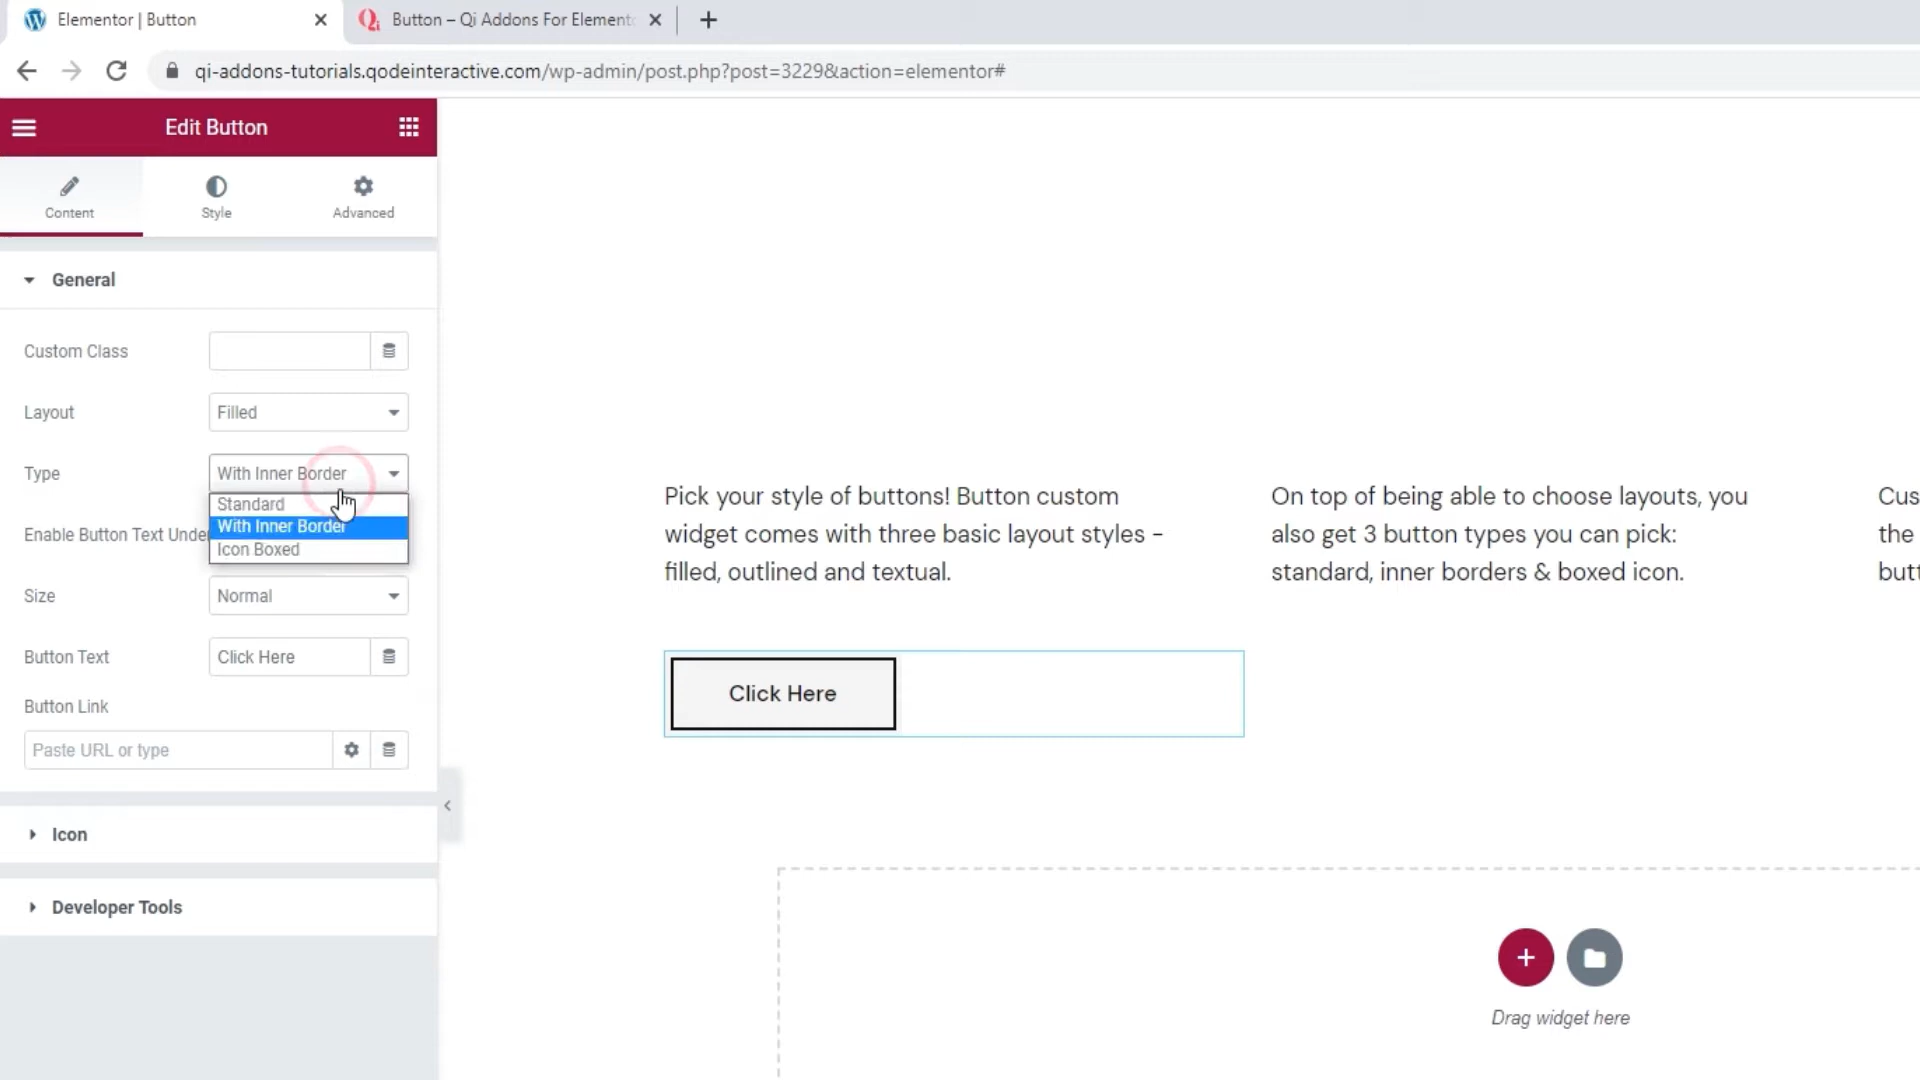 Elementor | Button
Button – Qi Addons For Elemento
qi-addons-tutorials.qodeinteractive.com/wp-admin/post.php?post=3229&action=elementor#
Edit Button
Content
Style
Advanced
General
Custom Class
Layout
Filled
Type
With Inner Border
Standard
With Inner Border
Icon Boxed
Enable Button Text Under
Size
Normal
Button Text
Click Here
Button Link
Paste URL or type
Icon
Developer Tools
Pick your style of buttons! Button custom
widget comes with three basic layout styles -
filled, outlined and textual.
On top of being able to choose layouts, you
also get 3 button types you can pick:
standard, inner borders & boxed icon.
Cus
the
butt
Click Here
Drag widget here